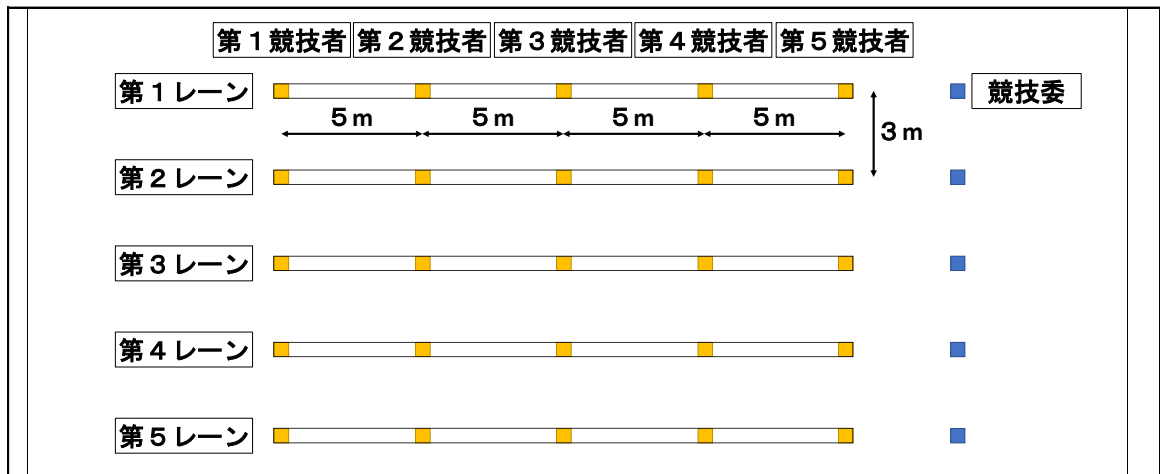 第１競技者 第２競技者 第３競技者 第４競技者 第５競技者
第１レーン 競技委
５ｍ ５ｍ ５ｍ ５ｍ
３ｍ
第２レーン
第３レーン
第４レーン
第５レーン